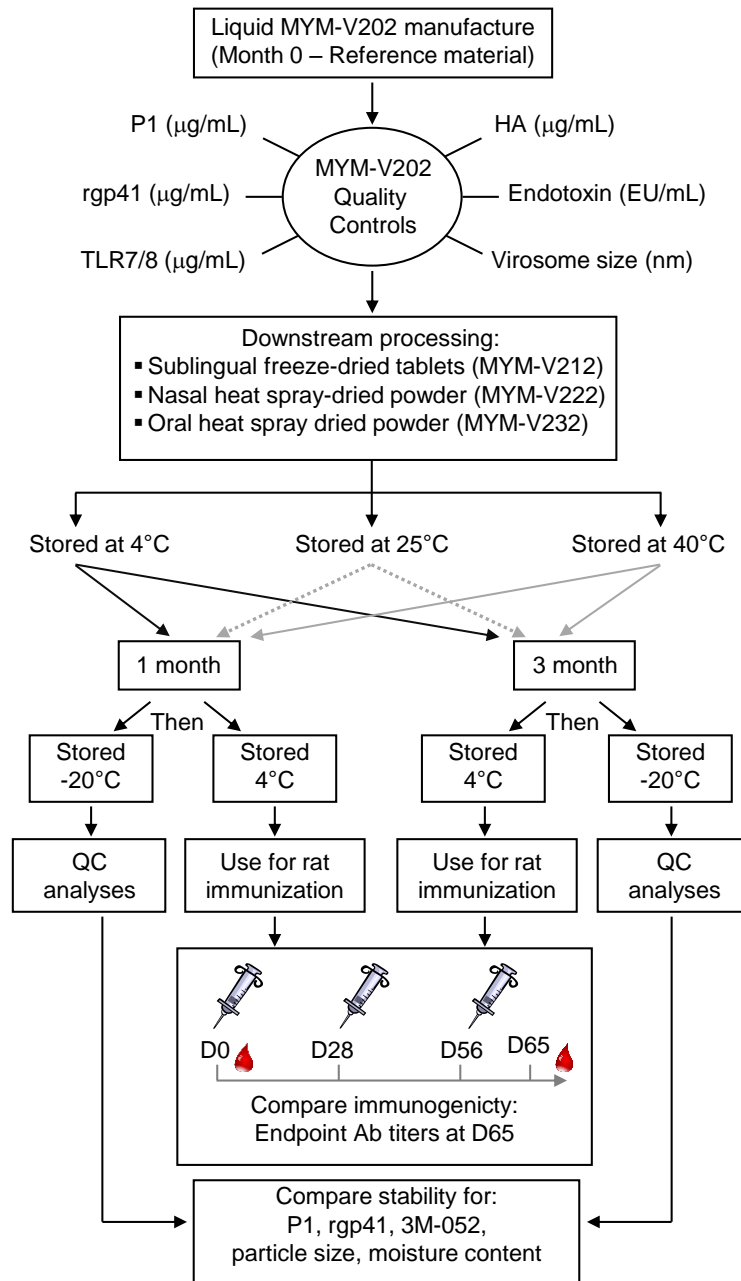 Liquid MYM-V202 manufacture
(Month 0 – Reference material)
P1 (μg/mL)
HA (μg/mL)
rgp41 (μg/mL)
MYM-V202
Quality
Controls
Endotoxin (EU/mL)
TLR7/8 (μg/mL)
Virosome size (nm)
Downstream processing:
▪ Sublingual freeze-dried tablets (MYM-V212)
▪ Nasal heat spray-dried powder (MYM-V222)
▪ Oral heat spray dried powder (MYM-V232)
Stored at 4°C
Stored at 25°C
Stored at 40°C
1 month
3 month
Then
Then
Stored
-20°C
Stored
4°C
Stored
4°C
Stored
-20°C
QC
analyses
Use for rat
immunization
Use for rat
immunization
QC
analyses
D0
D28
D56
D65
Compare immunogenicty:
Endpoint Ab titers at D65
Compare stability for:
P1, rgp41, 3M-052,
particle size, moisture content